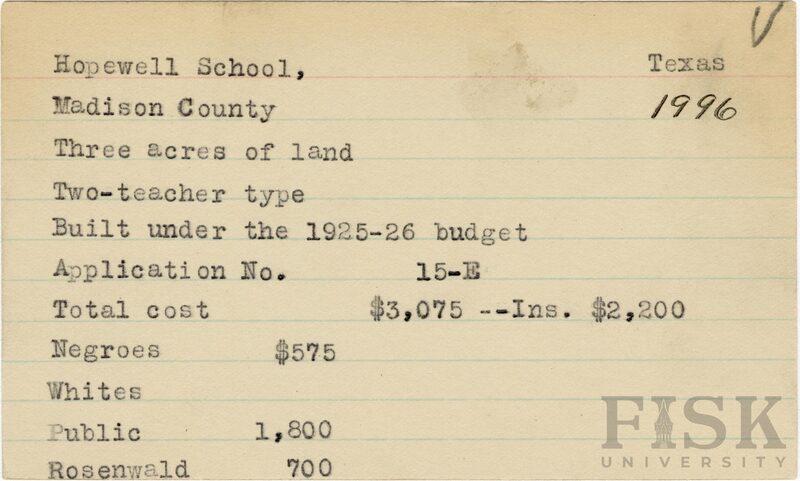 Hopewell School, Texas
Madison County 1996
Three acres of land
Two-teacher type
Built under the 1925-26 budget
Application No. 15-E
Total cost $3,075 --Ins. $2,200
Negroes $575
Whites
Public 1,800
Rosenwald 700
FISK
UNIVERSITY